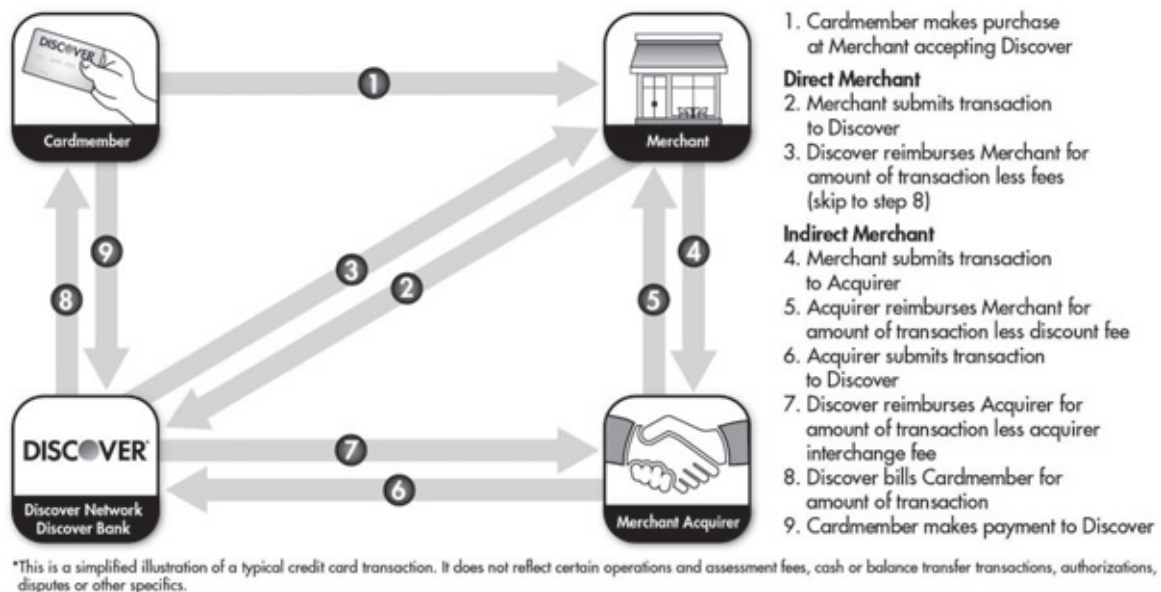 DISCOVER
Cardmember
1
Merchant
9
8
3
2
5
4
DISCOVER
Discover Network
Discover Bank
7
6
Merchant Acquirer
1. Cardmember makes purchase
at Merchant accepting Discover
Direct Merchant
2. Merchant submits transaction
to Discover
3. Discover reimburses Merchant for
amount of transaction less fees
(skip to step 8)
Indirect Merchant
4. Merchant submits transaction
to Acquirer
5. Acquirer reimburses Merchant for
amount of transaction less discount fee
6. Acquirer submits transaction
to Discover
7. Discover reimburses Acquirer for
amount of transaction less acquirer
interchange fee
8. Discover bills Cardmember for
amount of transaction
9. Cardmember makes payment to Discover
*This is a simplified illustration of a typical credit card transaction. It does not reflect certain operations and assessment fees, cash or balance transfer transactions, authorizations,
disputes or other specifics.